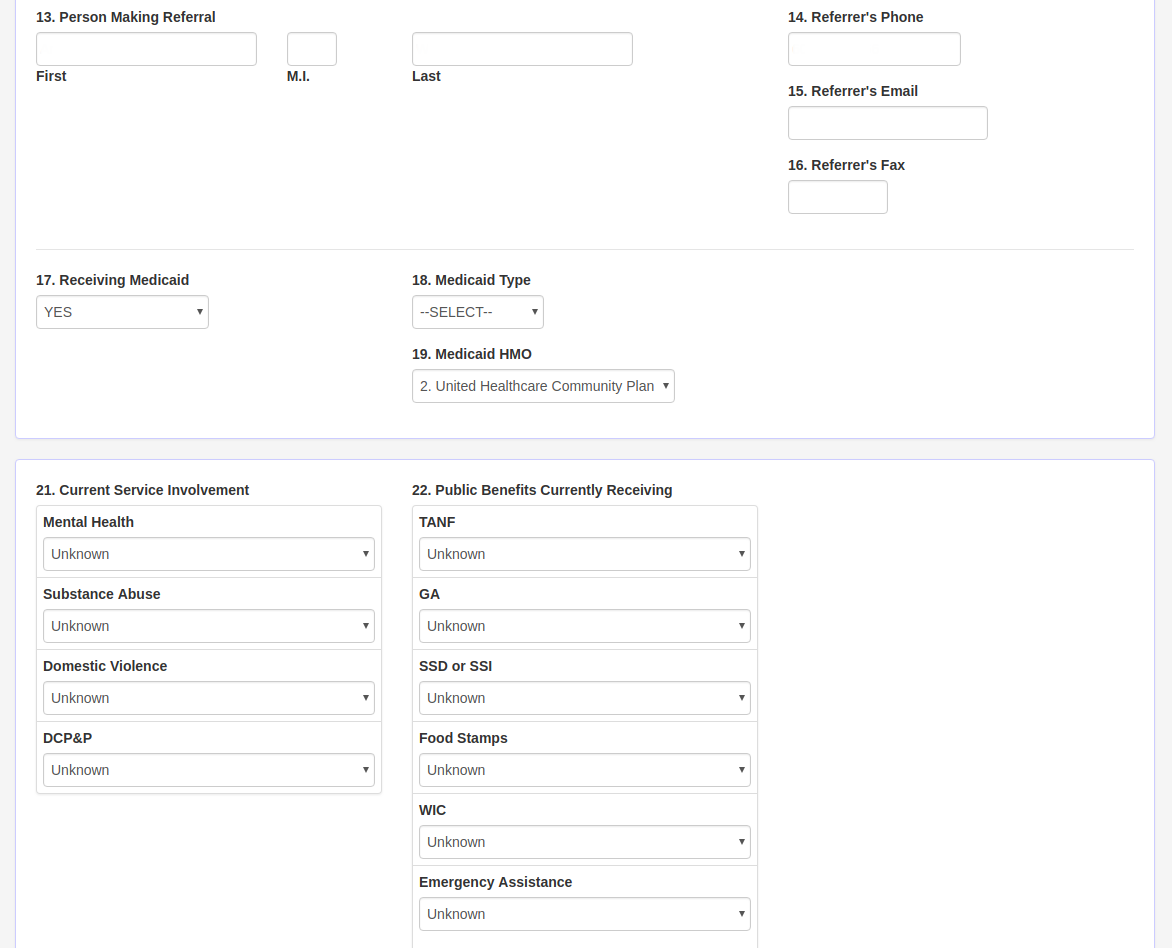 13. Person Making Referral
First
M.I.
Last
14. Referrer's Phone
15. Referrer's Email
16. Referrer's Fax
17. Receiving Medicaid
YES
18. Medicaid Type
--SELECT--
19. Medicaid HMO
2. United Healthcare Community Plan
21. Current Service Involvement
Mental Health
Unknown
Substance Abuse
Unknown
Domestic Violence
Unknown
DCP&P
Unknown
22. Public Benefits Currently Receiving
TANF
Unknown
GA
Unknown
SSD or SSI
Unknown
Food Stamps
Unknown
WIC
Unknown
Emergency Assistance
Unknown